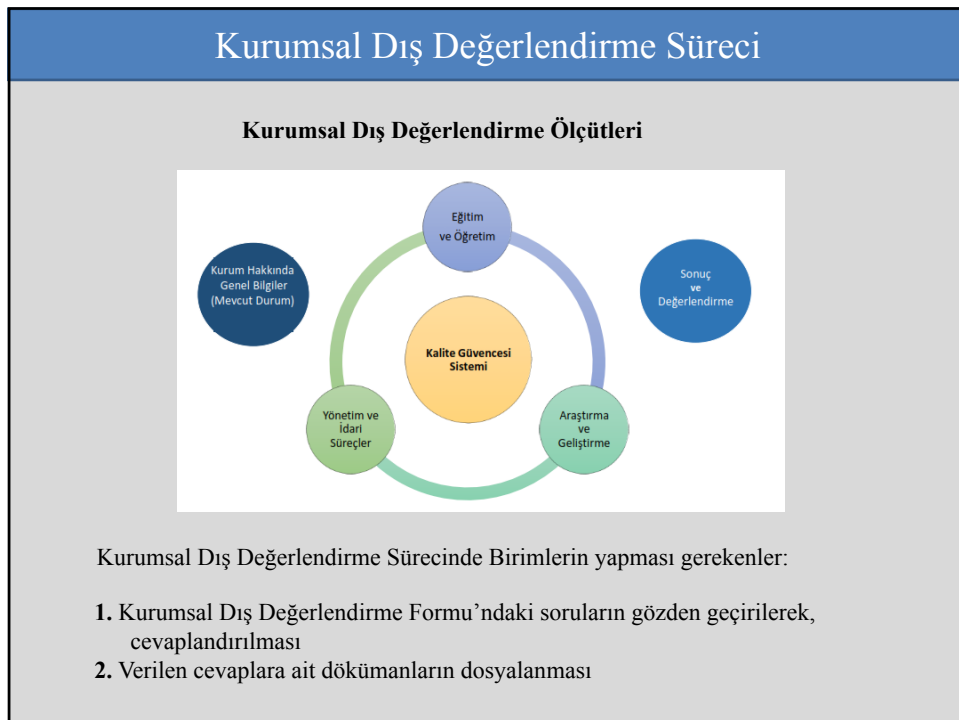 Kurumsal Dış Değerlendirme Süreci
Kurumsal Dış Değerlendirme Ölçütleri
Eğitim
ve Öğretim
Kurum Hakkında
Genel Bilgiler
(Mevcut Durum)
Sonuç
ve
Değerlendirme
Kalite Güvencesi
Sistemi
Yönetim ve
İdari
Süreçler
Araştırma
ve
Geliştirme
Kurumsal Dış Değerlendirme Sürecinde Birimlerin yapması gerekenler:
1. Kurumsal Dış Değerlendirme Formu’ndaki soruların gözden geçirilerek,
cevaplandırılması
2. Verilen cevaplara ait dökümanların dosyalanması